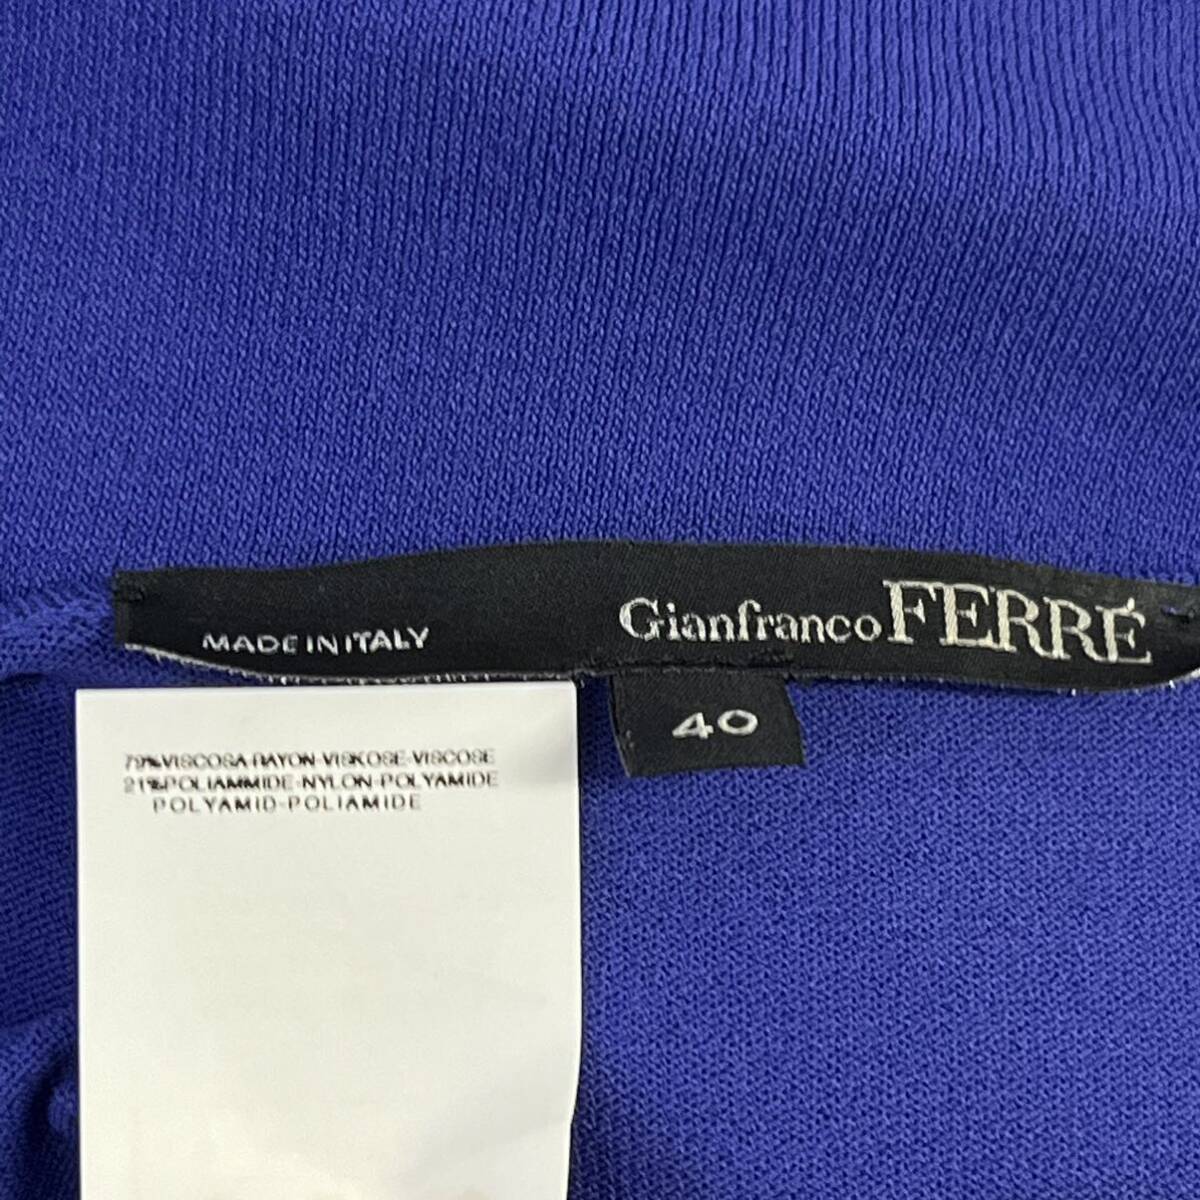 MADE IN ITALY
Gianfranco FERRÉ
40
79%VISCOSA-RAYON-VISKOSE-VISCOSE
21%POLIAMMIDE-NYLON-POLYAMIDE
POLYAMID-POLIAMIDE